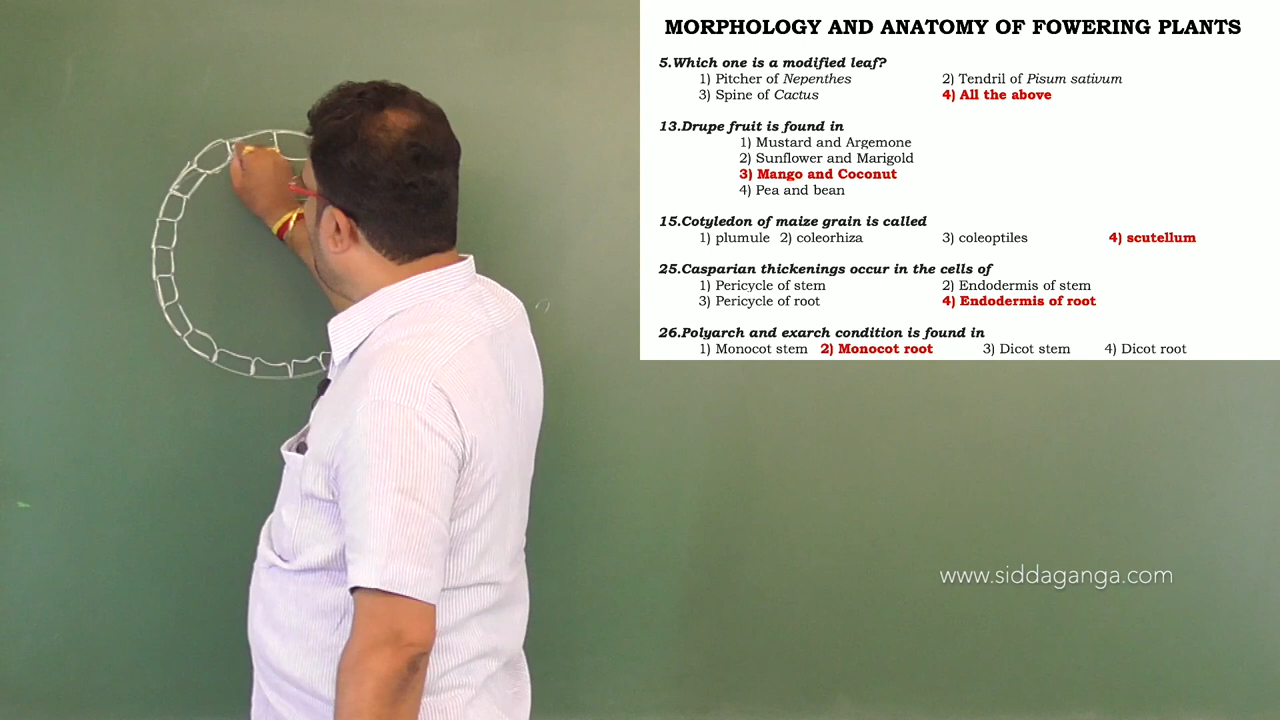 MORPHOLOGY AND ANATOMY OF FOWERING PLANTS
5.Which one is a modified leaf?
1) Pitcher of Nepenthes 2) Tendril of Pisum sativum
3) Spine of Cactus 4) All the above
13.Drupe fruit is found in
1) Mustard and Argemone
2) Sunflower and Marigold
3) Mango and Coconut
4) Pea and bean
15.Cotyledon of maize grain is called
1) plumule 2) coleorhiza 3) coleoptiles 4) scutellum
25.Casparian thickenings occur in the cells of
1) Pericycle of stem 2) Endodermis of stem
3) Pericycle of root 4) Endodermis of root
26.Polyarch and exarch condition is found in
1) Monocot stem 2) Monocot root 3) Dicot stem 4) Dicot root
www.siddaganga.com